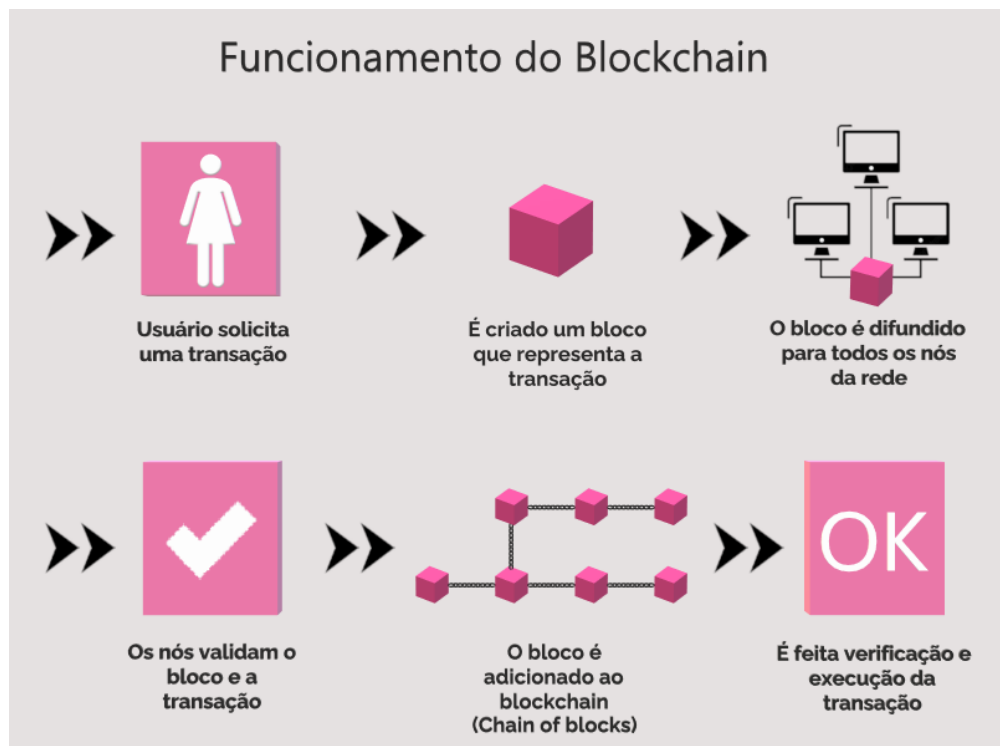 Funcionamento do Blockchain
Usuário solicita
uma transação
É criado um bloco
que representa a
transação
O bloco é difundido
para todos os nós
da rede
Os nós validam o
bloco e a
transação
O bloco é
adicionado ao
blockchain
(Chain of blocks)
OK
É feita verificação e
execução da
transação